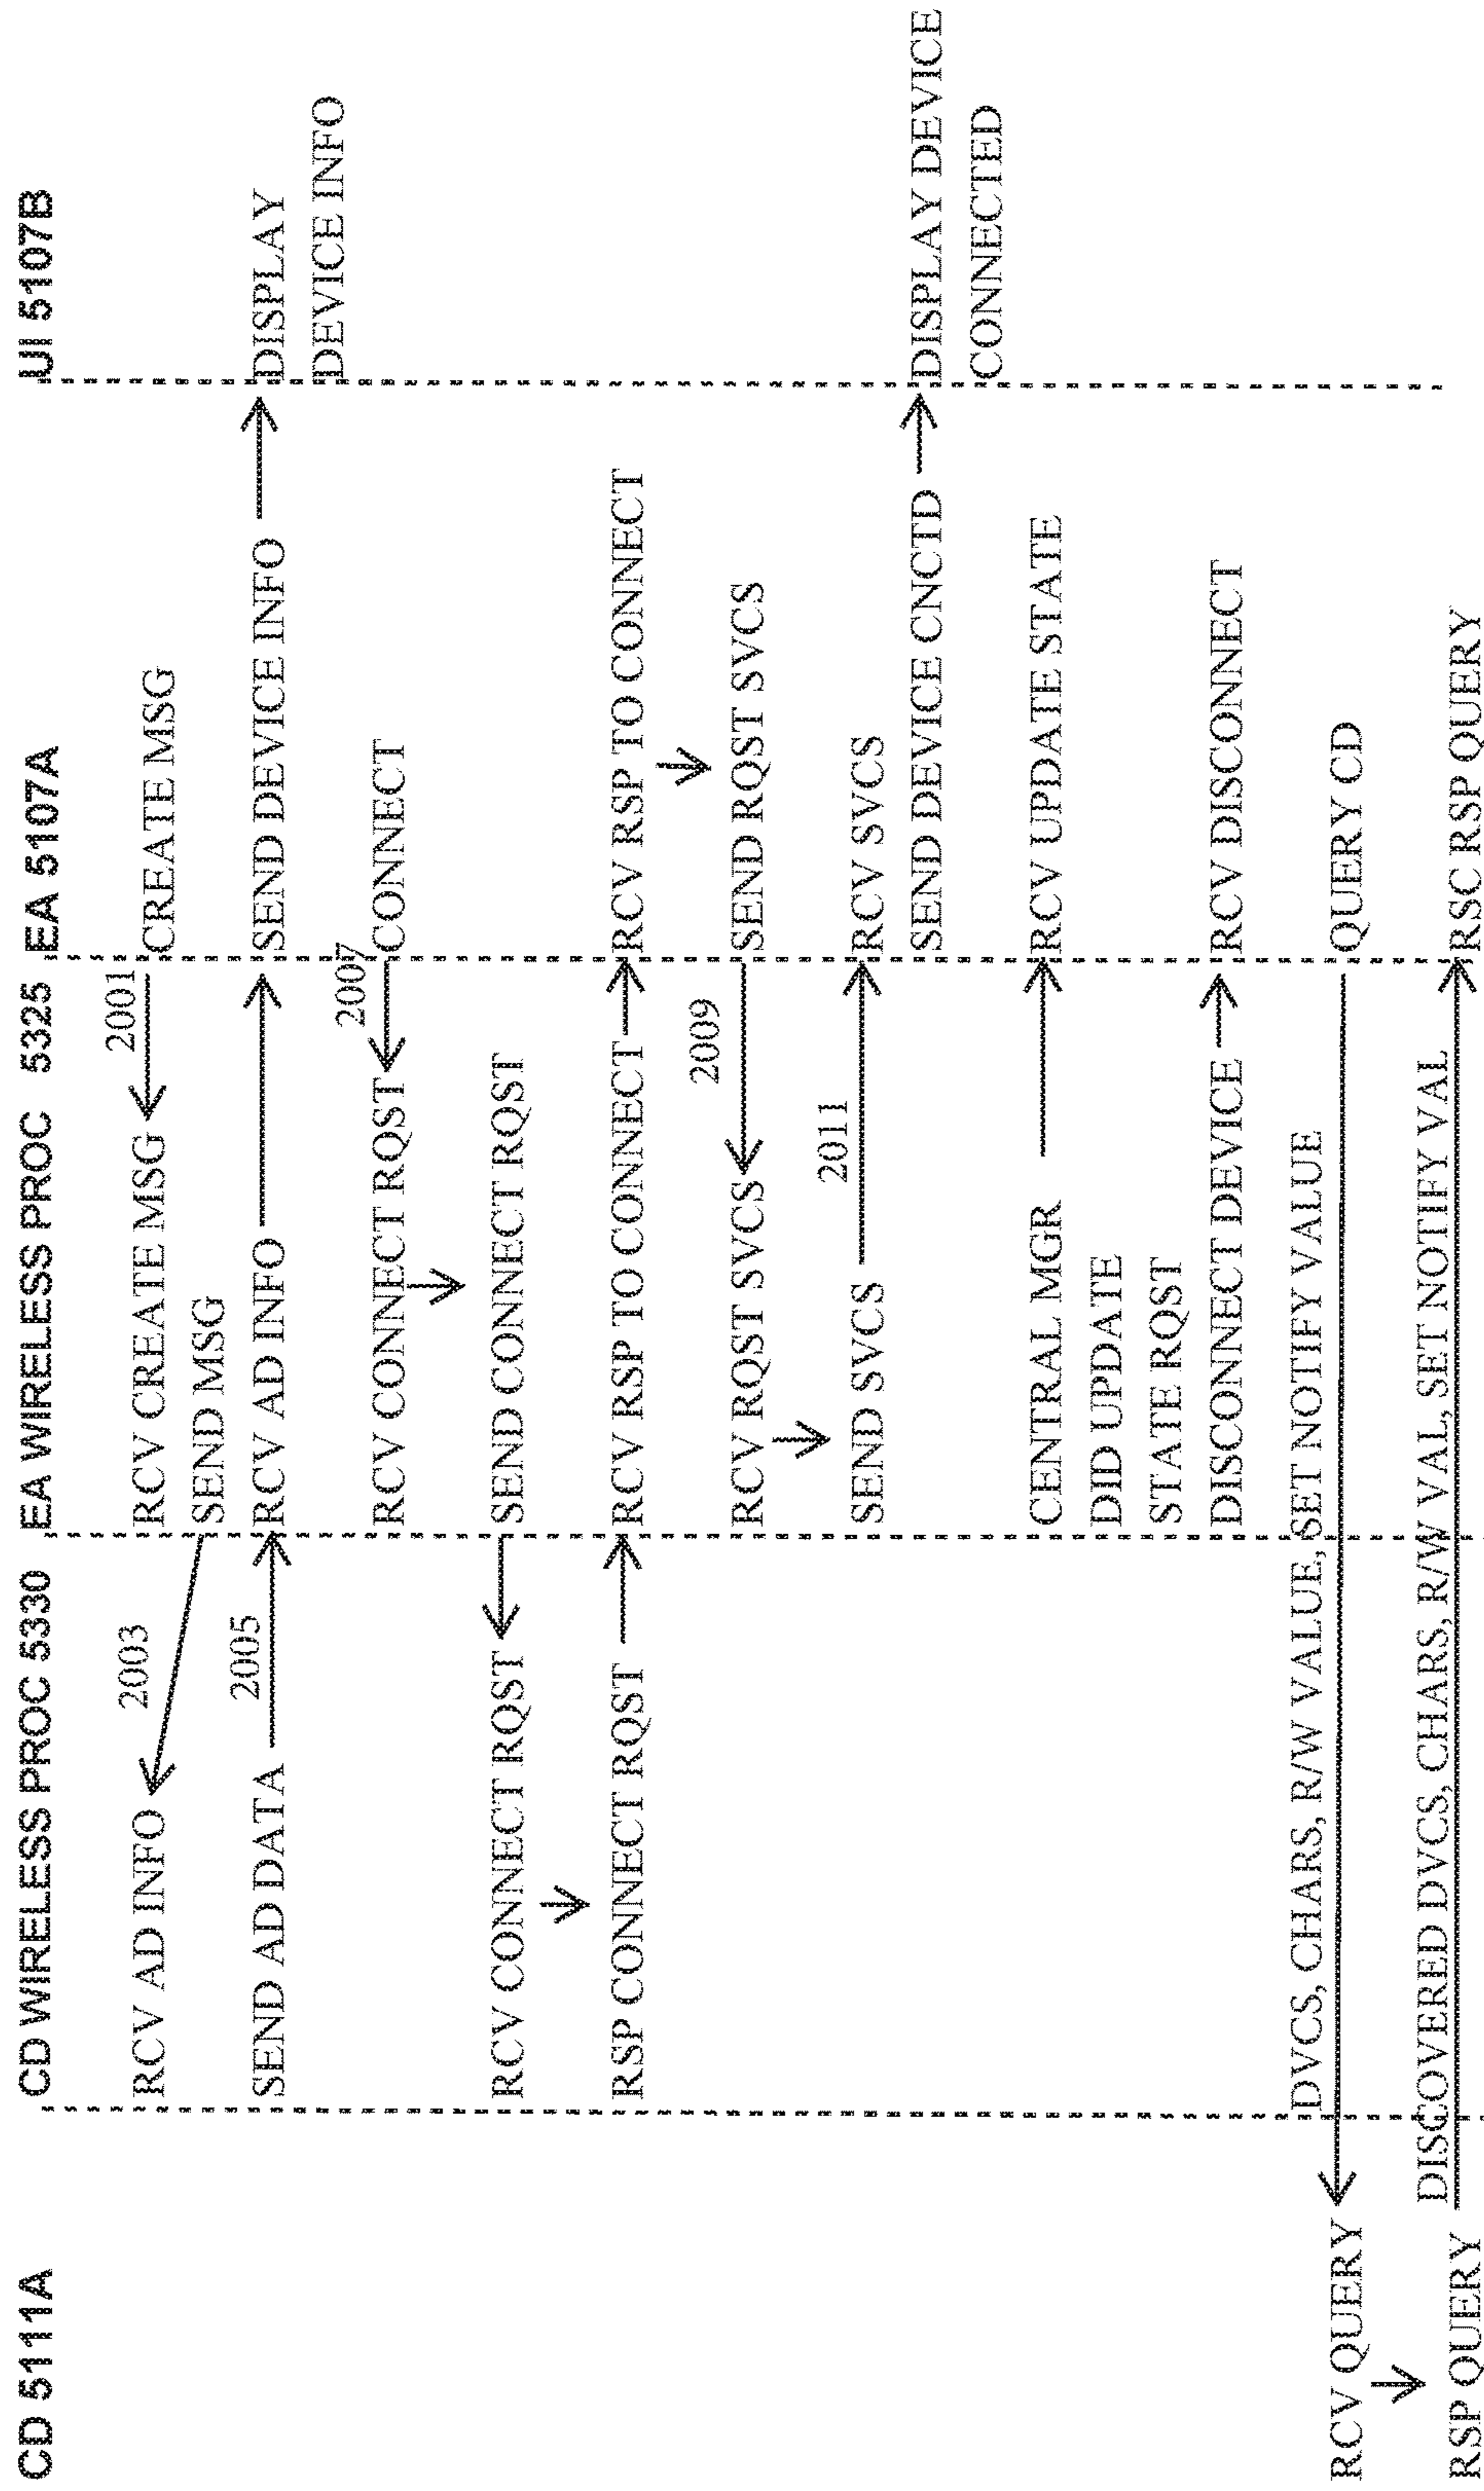 CD 5111A
CD WIRELESS PROC 5330
EA WIRELESS PROC 5325
EA 5107A
UI 5107B
RCV AD INFO
2003
RCV CREATE MSG
2001
CREATE MSG
SEND MSG
SEND AD DATA
2005
RCV AD INFO
SEND DEVICE INFO
DISPLAY
DEVICE INFO
RCV CONNECT RQST
2007
CONNECT
RCV CONNECT RQST
SEND CONNECT RQST
RSP CONNECT RQST
RCV RSP TO CONNECT
RCV RSP TO CONNECT
RCV RQST SVCS
2009
SEND RQST SVCS
SEND SVCS
2011
RCV SVCS
SEND DEVICE CNCTD
DISPLAY DEVICE
CONNECTED
CENTRAL MGR
DID UPDATE
STATE RQST
RCV UPDATE STATE
DISCONNECT DEVICE
RCV DISCONNECT
DVCS, CHARS, R/W VALUE, SET NOTIFY VALUE
RCV QUERY
QUERY CD
DISCOVERED DVCS, CHARS, R/W VAL, SET NOTIFY VAL
RSP QUERY
RSC RSP QUERY